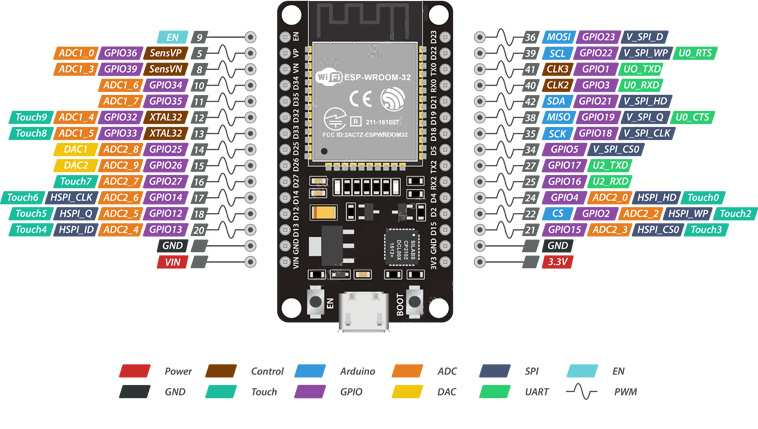 EN 9
ADC1_0 GPIO36 SensVP 5
ADC1_3 GPIO39 SensVN 8
ADC1_6 GPIO34 10
ADC1_7 GPIO35 11
Touch9 ADC1_4 GPIO32 XTAL32 12
Touch8 ADC1_5 GPIO33 XTAL32 13
DAC1 ADC2_8 GPIO25 14
DAC2 ADC2_9 GPIO26 15
Touch7 ADC2_7 GPIO27 16
Touch6 HSPI_CLK ADC2_6 GPIO14 17
Touch5 HSPI_Q ADC2_5 GPIO12 18
Touch4 HSPI_ID ADC2_4 GPIO13 20
GND
VIN
EN VP VN D34 D35 D32 D33 D25 D26 D27 D14 D12 D13 GND VIN
WiFi ESP-WROOM-32
CE
R 211-161007
FCC ID:2AC7Z-ESPWROOM32
SILABS
CP2102
EN
BOOT
D23 D22 TX0 RX0 D21 D19 D18 D5 TX2 RX2 D4 D2 D15 GND 3V3
36 MOSI GPIO23 V_SPI_D
39 SCL GPIO22 V_SPI_WP U0_RTS
41 CLK3 GPIO1 UO_TXD
40 CLK2 GPIO3 U0_RXD
42 SDA GPIO21 V_SPI_HD
38 MISO GPIO19 V_SPI_Q U0_CTS
35 SCK GPIO18 V_SPI_CLK
34 GPIO5 V_SPI_CS0
27 GPIO17 U2_TXD
25 GPIO16 U2_RXD
24 GPIO4 ADC2_0 HSPI_HD Touch0
22 CS GPIO2 ADC2_2 HSPI_WP Touch2
21 GPIO15 ADC2_3 HSPI_CS0 Touch3
GND
3.3V
Power Control Arduino ADC SPI EN
GND Touch GPIO DAC UART PWM